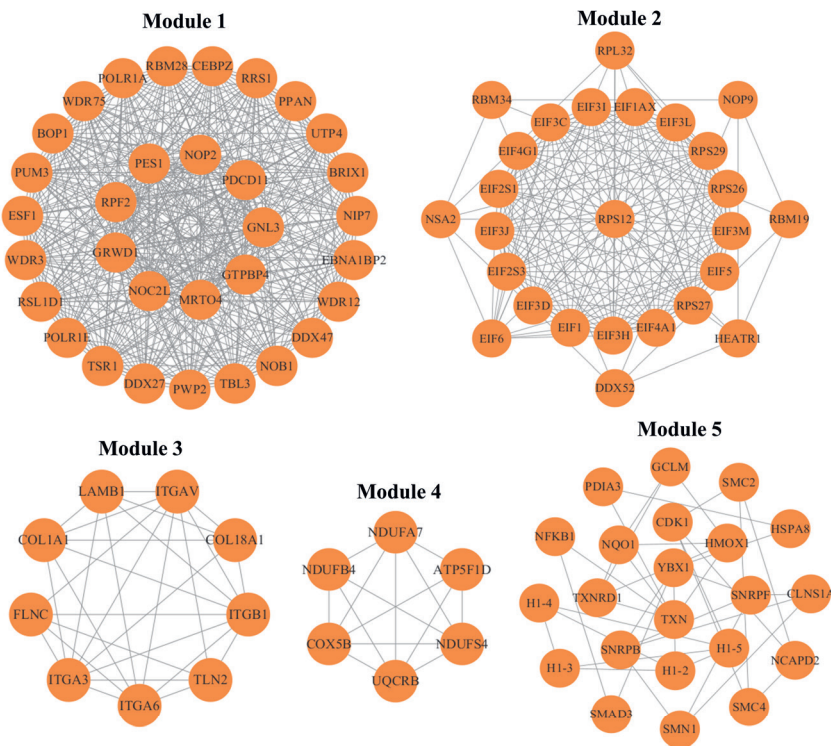 Module 1
RBM28
CEBPZ
POLR1A
RRS1
WDR75
PPAN
BOP1
UTP4
PUM3
BRIX1
ESF1
NIP7
WDR3
EBNA1BP2
RSL1D1
WDR12
POLR1E
DDX47
TSR1
NOB1
DDX27
PWP2
TBL3
PES1
NOP2
PDCD11
RPF2
GNL3
GRWD1
GTPBP4
NOC2L
MRTO4
Module 2
RPL32
RBM34
NOP9
NSA2
RBM19
EIF6
HEATR1
DDX52
EIF3I
EIF1AX
EIF3C
EIF3L
EIF4G1
RPS29
EIF2S1
RPS26
EIF3J
RPS12
EIF3M
EIF2S3
EIF5
EIF3D
RPS27
EIF1
EIF3H
EIF4A1
Module 3
LAMB1
ITGAV
COL1A1
COL18A1
FLNC
ITGB1
ITGA3
TLN2
ITGA6
Module 4
NDUFA7
NDUFB4
ATP5F1D
COX5B
NDUFS4
UQCRB
Module 5
GCLM
SMC2
PDIA3
CDK1
HSPA8
NFKB1
NQO1
HMOX1
YBX1
TXNRD1
SNRPF
CLNS1A
H1-4
TXN
SNRPB
H1-5
H1-3
H1-2
NCAPD2
SMAD3
SMN1
SMC4